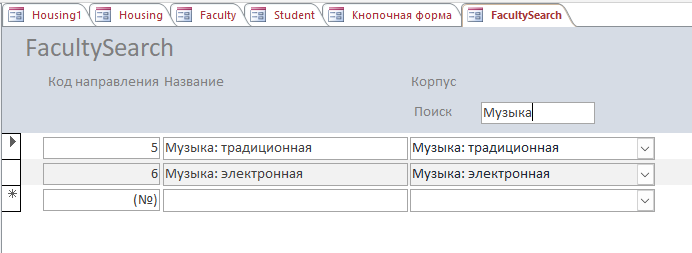 Housing1 Housing Faculty Student Кнопочная форма FacultySearch
FacultySearch
Код направления Название Корпус
Поиск Музыка
5 Музыка: традиционная Музыка: традиционная
6 Музыка: электронная Музыка: электронная
(№)